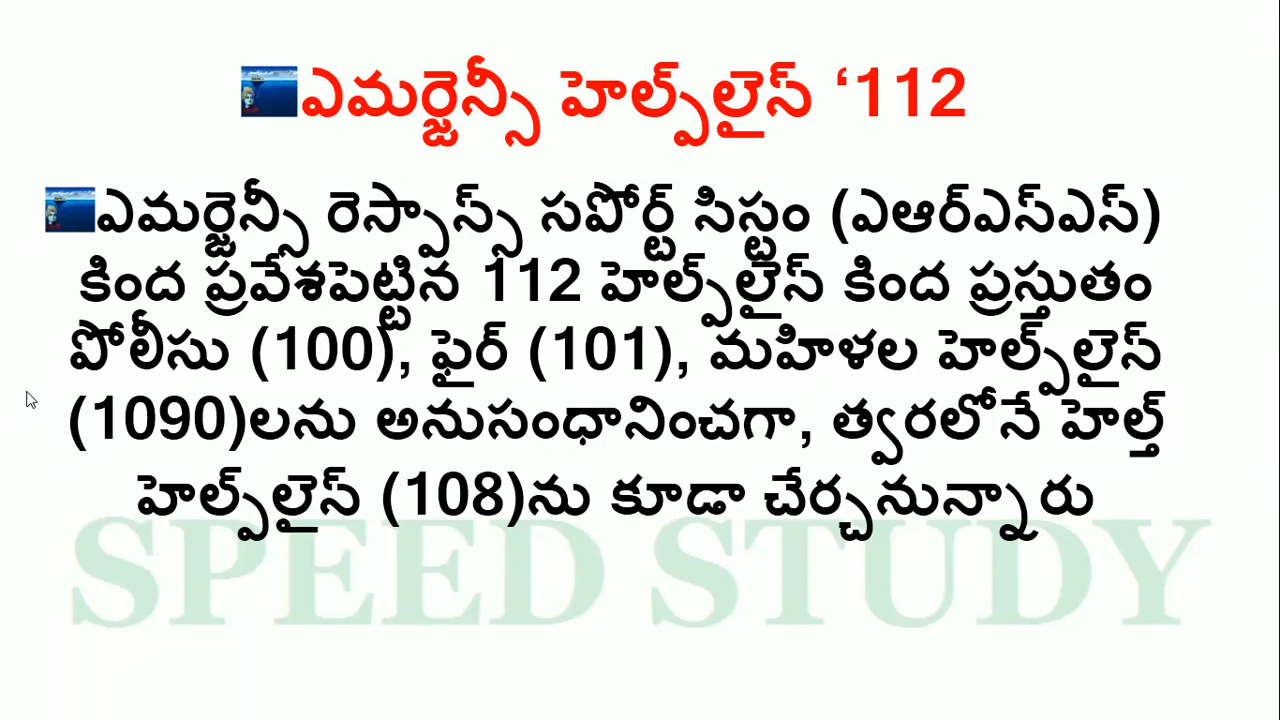 ఎమర్జెన్సీ హెల్ప్‌లైన్ ‘112
ఎమర్జెన్సీ రెస్పాన్స్ సపోర్ట్ సిస్టం (ఎఆర్ఎస్ఎస్)
కింద ప్రవేశపెట్టిన 112 హెల్ప్‌లైన్ కింద ప్రస్తుతం
పోలీసు (100), ఫైర్ (101), మహిళల హెల్ప్‌లైన్
(1090)లను అనుసంధానించగా, త్వరలోనే హెల్త్
హెల్ప్‌లైన్ (108)ను కూడా చేర్చనున్నారు
SPEED STUDY